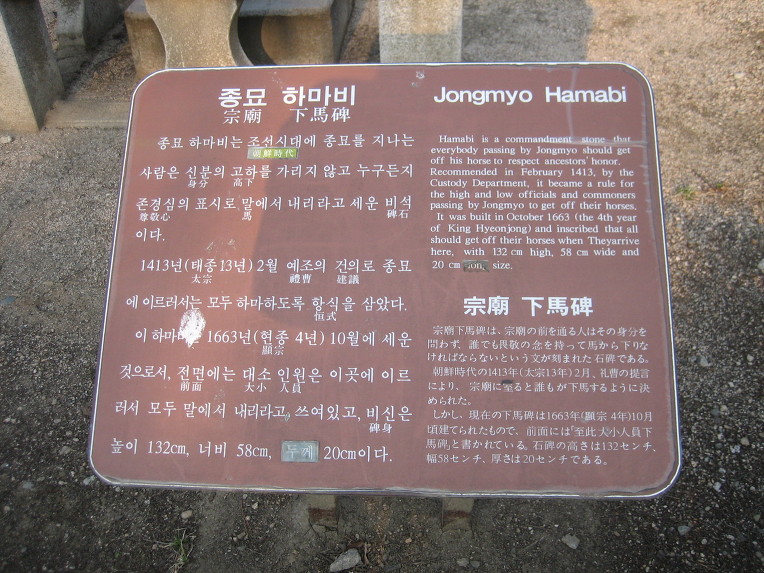 종묘 하마비
宗廟 下馬碑
종묘 하마비는 조선시대에 종묘를 지나는
朝鮮時代
사람은 신분의 고하를 가리지 않고 누구든지
身分 高下
존경심의 표시로 말에서 내리라고 세운 비석
尊敬心 馬 碑石
이다.
1413년(태종13년) 2월 예조의 건의로 종묘
太宗 禮曹 建議
에 이르러서는 모두 하마하도록 항식을 삼았다.
恒式
이 하마비 1663년(현종 4년) 10월에 세운
顯宗
것으로서, 전면에는 대소 인원은 이곳에 이르
前面 大小 人員
러서 모두 말에서 내리라고, 쓰여있고, 비신은
碑身
높이 132cm, 너비 58cm, 두께 20cm이다.
Jongmyo Hamabi
Hamabi is a commandment stone that
everybody passing by Jongmyo should get
off his horse to respect ancestors' honor.
Recommended in February 1413, by the
Custody Department, it became a rule for
the high and low officials and commoners
passing by Jongmyo to get off their horses.
It was built in October 1663 (the 4th year
of King Hyeonjong) and inscribed that all
should get off their horses when Theyarrive
here, with 132 cm high, 58 cm wide and
20 cm long size.
宗廟 下馬碑
宗廟下馬碑は、宗廟の前を通る人はその身分を
問わず、誰でも畏敬の念を持って馬から下りな
ければならないという文が刻まれた石碑である。
朝鮮時代の1413年(太宗13年) 2月、礼曹の提言
により、宗廟に至ると誰もが下馬するように決
められた。
しかし、現在の下馬碑は1663年(顯宗 4年)10月
頃建てられたもので、前面には「至此大小人員下
馬碑」と書かれている。石碑の高さは132センチ、
幅58センチ、厚さは20センチである。